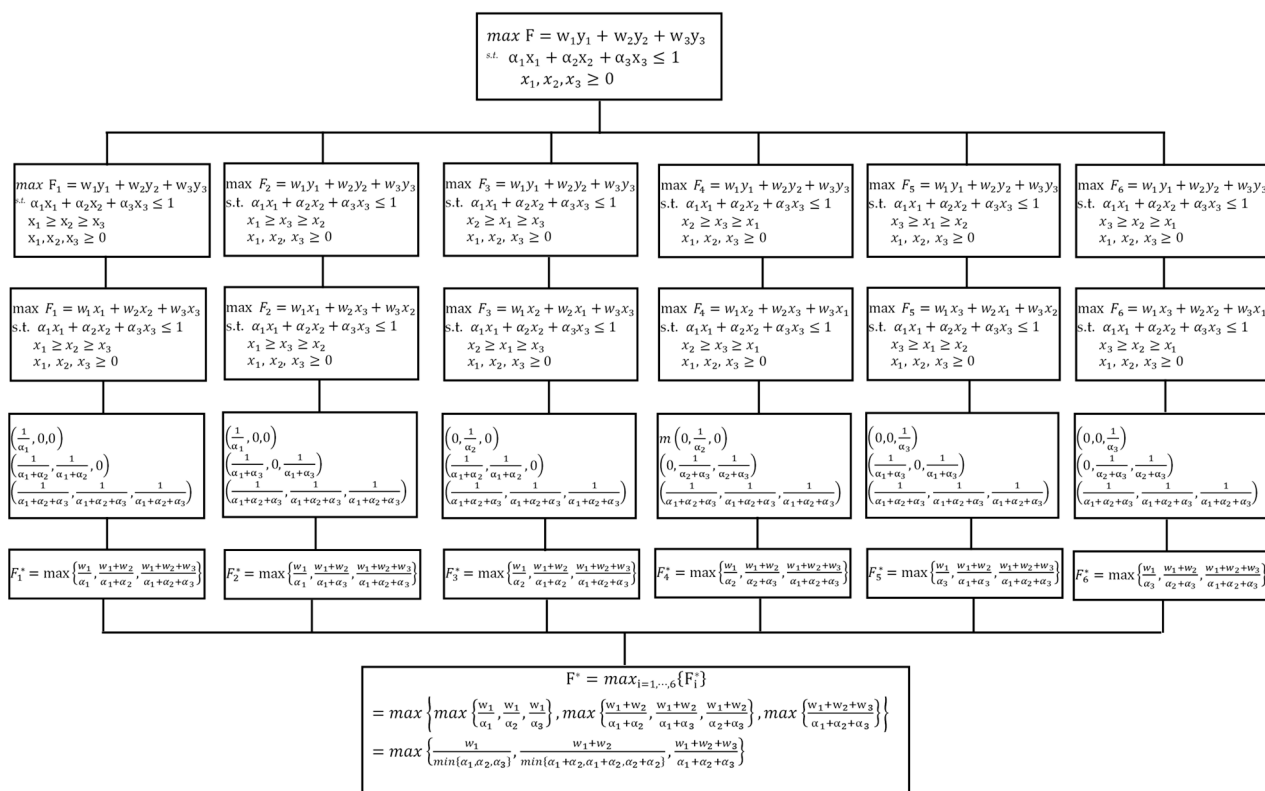 max F = w₁y₁ + w₂y₂ + w₃y₃
s.t. α₁x₁ + α₂x₂ + α₃x₃ ≤ 1
x₁, x₂, x₃ ≥ 0
max F₁ = w₁y₁ + w₂y₂ + w₃y₃
s.t. α₁x₁ + α₂x₂ + α₃x₃ ≤ 1
x₁ ≥ x₂ ≥ x₃
x₁, x₂, x₃ ≥ 0
max F₂ = w₁y₁ + w₂y₂ + w₃y₃
s.t. α₁x₁ + α₂x₂ + α₃x₃ ≤ 1
x₁ ≥ x₃ ≥ x₂
x₁, x₂, x₃ ≥ 0
max F₃ = w₁y₁ + w₂y₂ + w₃y₃
s.t. α₁x₁ + α₂x₂ + α₃x₃ ≤ 1
x₂ ≥ x₁ ≥ x₃
x₁, x₂, x₃ ≥ 0
max F₄ = w₁y₁ + w₂y₂ + w₃y₃
s.t. α₁x₁ + α₂x₂ + α₃x₃ ≤ 1
x₂ ≥ x₃ ≥ x₁
x₁, x₂, x₃ ≥ 0
max F₅ = w₁y₁ + w₂y₂ + w₃y₃
s.t. α₁x₁ + α₂x₂ + α₃x₃ ≤ 1
x₃ ≥ x₁ ≥ x₂
x₁, x₂, x₃ ≥ 0
max F₆ = w₁y₁ + w₂y₂ + w₃y₃
s.t. α₁x₁ + α₂x₂ + α₃x₃ ≤ 1
x₃ ≥ x₂ ≥ x₁
x₁, x₂, x₃ ≥ 0
max F₁ = w₁x₁ + w₂x₂ + w₃x₃
s.t. α₁x₁ + α₂x₂ + α₃x₃ ≤ 1
x₁ ≥ x₂ ≥ x₃
x₁, x₂, x₃ ≥ 0
max F₂ = w₁x₁ + w₂x₃ + w₃x₂
s.t. α₁x₁ + α₂x₂ + α₃x₃ ≤ 1
x₁ ≥ x₃ ≥ x₂
x₁, x₂, x₃ ≥ 0
max F₃ = w₁x₂ + w₂x₁ + w₃x₃
s.t. α₁x₁ + α₂x₂ + α₃x₃ ≤ 1
x₂ ≥ x₁ ≥ x₃
x₁, x₂, x₃ ≥ 0
max F₄ = w₁x₂ + w₂x₃ + w₃x₁
s.t. α₁x₁ + α₂x₂ + α₃x₃ ≤ 1
x₂ ≥ x₃ ≥ x₁
x₁, x₂, x₃ ≥ 0
max F₅ = w₁x₃ + w₂x₁ + w₃x₂
s.t. α₁x₁ + α₂x₂ + α₃x₃ ≤ 1
x₃ ≥ x₁ ≥ x₂
x₁, x₂, x₃ ≥ 0
max F₆ = w₁x₃ + w₂x₂ + w₃x₁
s.t. α₁x₁ + α₂x₂ + α₃x₃ ≤ 1
x₃ ≥ x₂ ≥ x₁
x₁, x₂, x₃ ≥ 0
(1/α₁, 0,0)
(1/(α₁+α₂), 1/(α₁+α₂), 0)
(1/(α₁+α₂+α₃), 1/(α₁+α₂+α₃), 1/(α₁+α₂+α₃))
(1/α₁, 0,0)
(1/(α₁+α₃), 0, 1/(α₁+α₃))
(1/(α₁+α₂+α₃), 1/(α₁+α₂+α₃), 1/(α₁+α₂+α₃))
(0, 1/α₂, 0)
(1/(α₁+α₂), 1/(α₁+α₂), 0)
(1/(α₁+α₂+α₃), 1/(α₁+α₂+α₃), 1/(α₁+α₂+α₃))
m (0, 1/α₂, 0)
(0, 1/(α₂+α₃), 1/(α₂+α₃))
(1/(α₁+α₂+α₃), 1/(α₁+α₂+α₃), 1/(α₁+α₂+α₃))
(0,0, 1/α₃)
(1/(α₁+α₃), 0, 1/(α₁+α₃))
(1/(α₁+α₂+α₃), 1/(α₁+α₂+α₃), 1/(α₁+α₂+α₃))
(0,0, 1/α₃)
(0, 1/(α₂+α₃), 1/(α₂+α₃))
(1/(α₁+α₂+α₃), 1/(α₁+α₂+α₃), 1/(α₁+α₂+α₃))
F₁* = max{w₁/α₁, (w₁+w₂)/(α₁+α₂), (w₁+w₂+w₃)/(α₁+α₂+α₃)}
F₂* = max{w₁/α₁, (w₁+w₂)/(α₁+α₃), (w₁+w₂+w₃)/(α₁+α₂+α₃)}
F₃* = max{w₁/α₂, (w₁+w₂)/(α₁+α₂), (w₁+w₂+w₃)/(α₁+α₂+α₃)}
F₄* = max{w₁/α₂, (w₁+w₂)/(α₂+α₃), (w₁+w₂+w₃)/(α₁+α₂+α₃)}
F₅* = max{w₁/α₃, (w₁+w₂)/(α₁+α₃), (w₁+w₂+w₃)/(α₁+α₂+α₃)}
F₆* = max{w₁/α₃, (w₁+w₂)/(α₂+α₃), (w₁+w₂+w₃)/(α₁+α₂+α₃)}
F* = max_{i=1,⋯,6}{F_i*}
= max{max{w₁/α₁, w₁/α₂, w₁/α₃}, max{(w₁+w₂)/(α₁+α₂), (w₁+w₂)/(α₁+α₃), (w₁+w₂)/(α₂+α₃)}, max{(w₁+w₂+w₃)/(α₁+α₂+α₃)}}
= max{w₁/min{α₁,α₂,α₃}, (w₁+w₂)/min{α₁+α₂,α₁+α₂,α₂+α₂}, (w₁+w₂+w₃)/(α₁+α₂+α₃)}